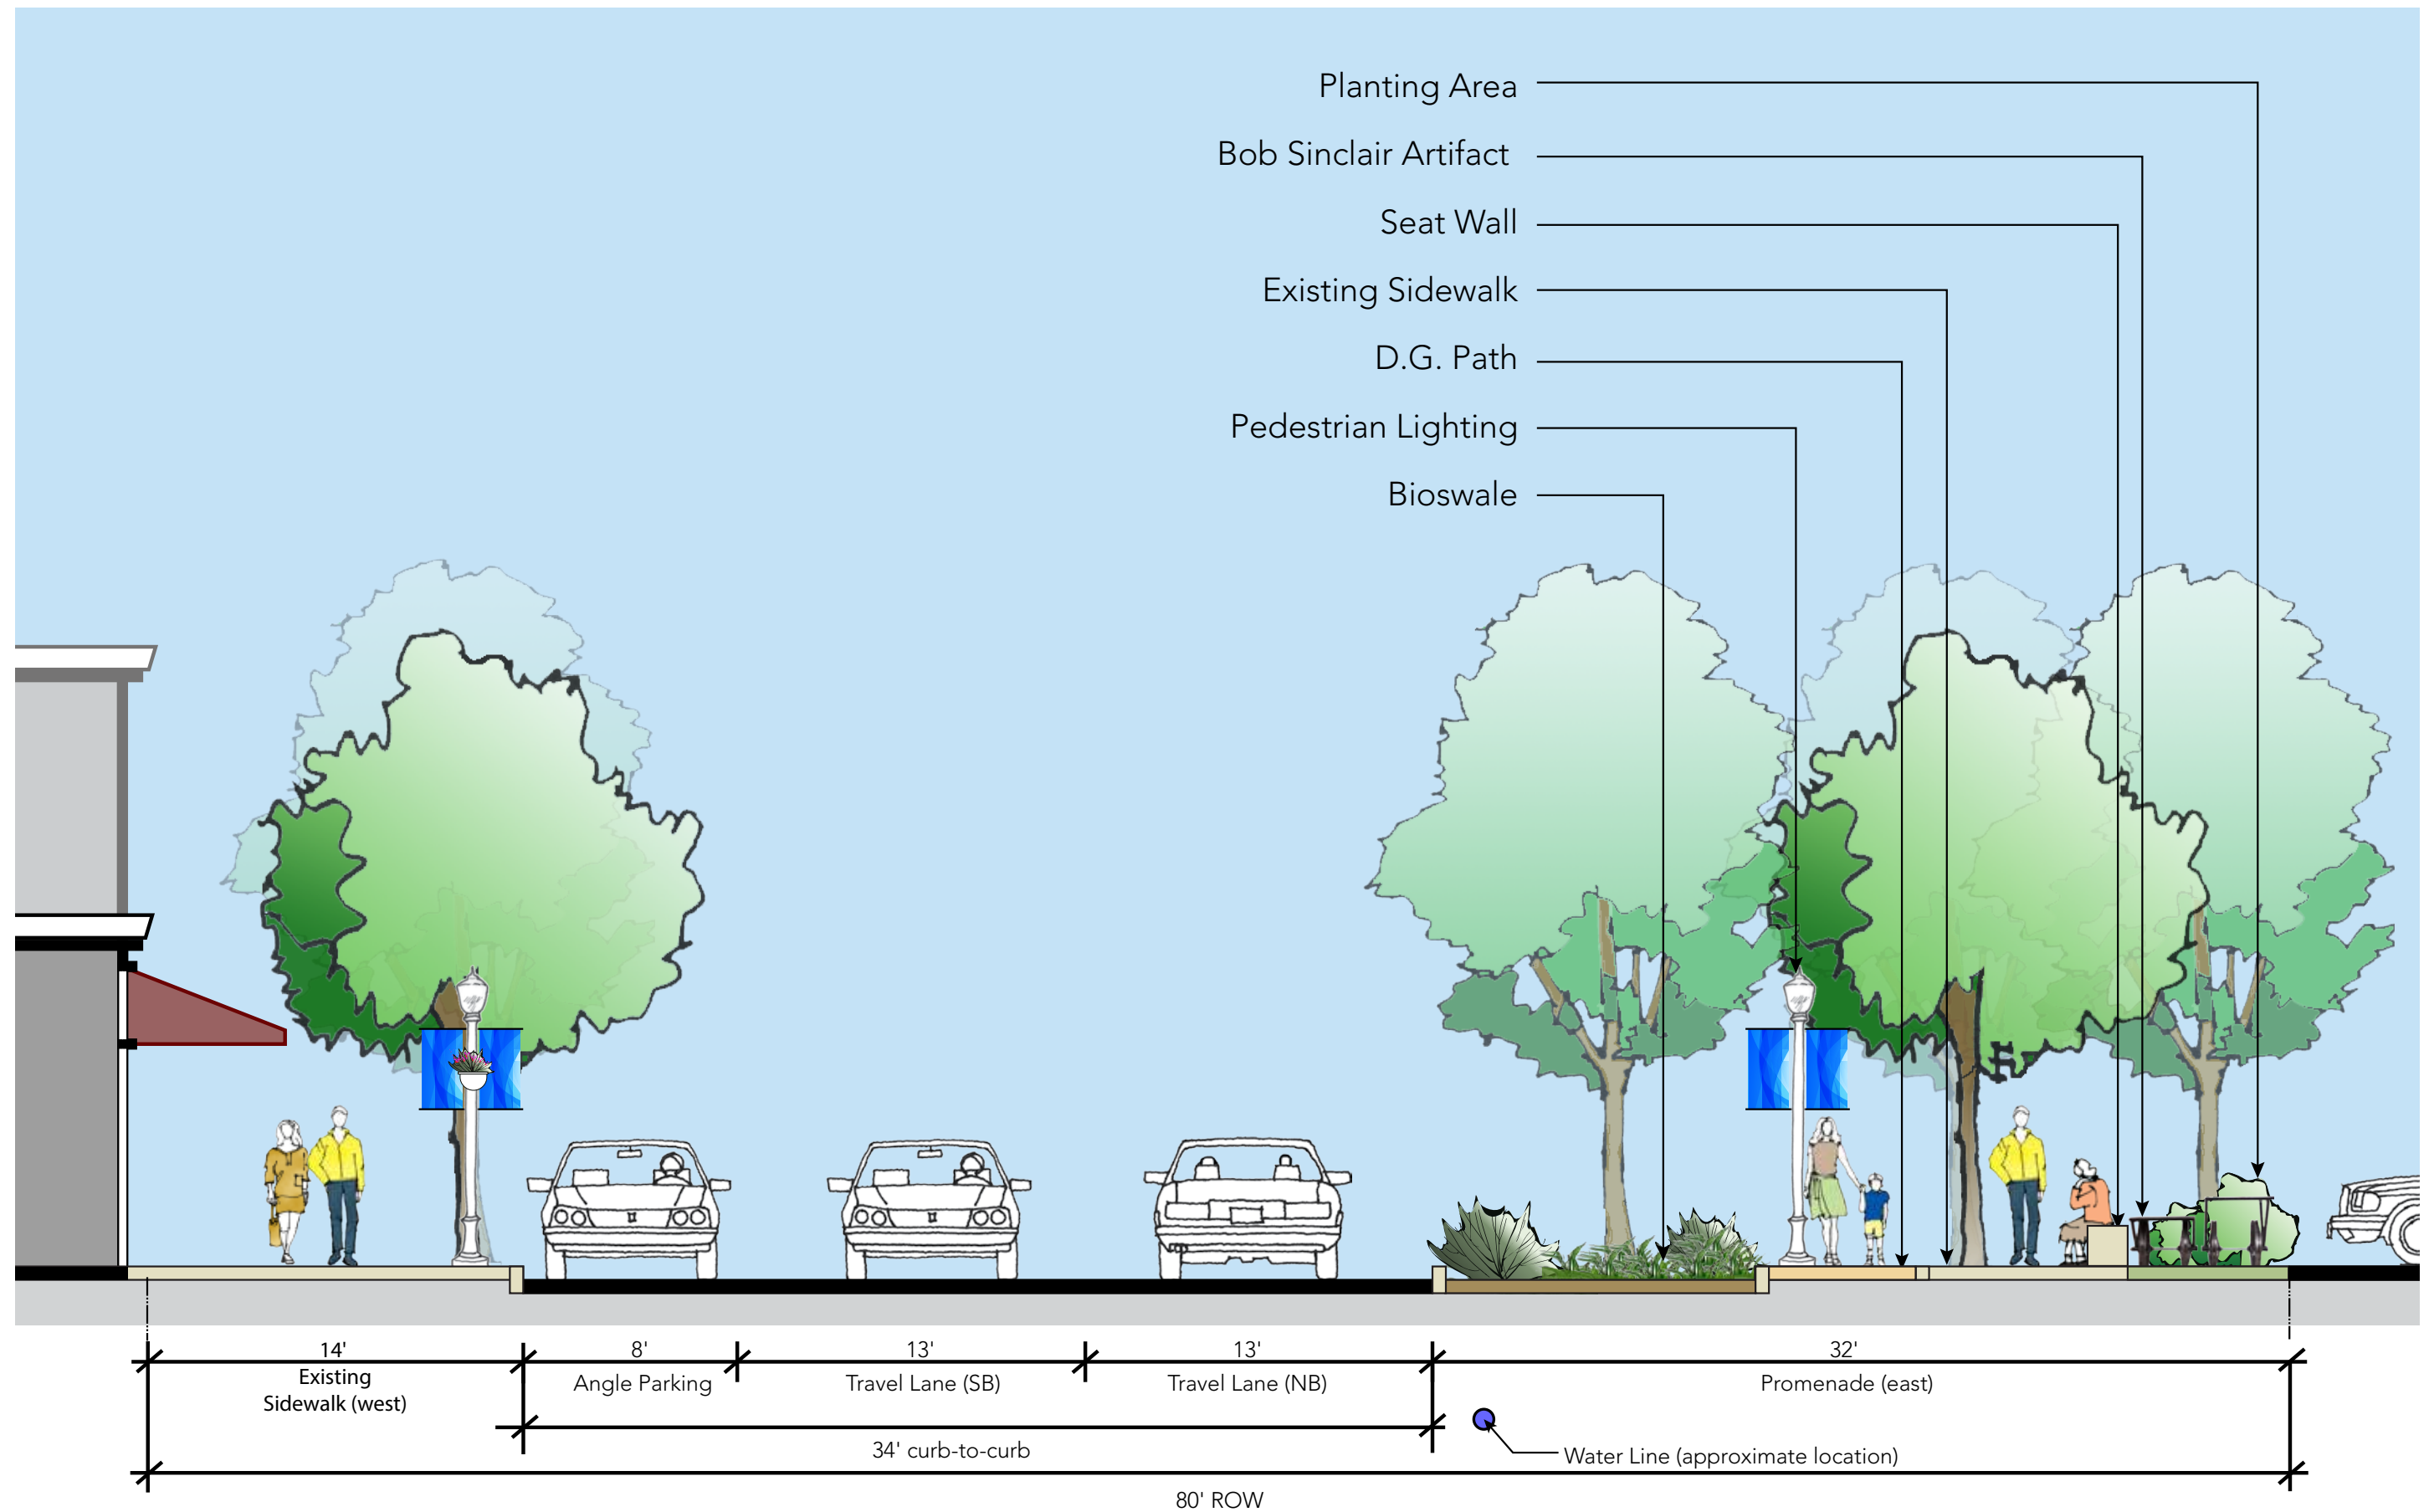 Planting Area
Bob Sinclair Artifact
Seat Wall
Existing Sidewalk
D.G. Path
Pedestrian Lighting
Bioswale
14'
8'
13'
13'
32'
Existing
Sidewalk (west)
Angle Parking
Travel Lane (SB)
Travel Lane (NB)
Promenade (east)
34' curb-to-curb
Water Line (approximate location)
80' ROW